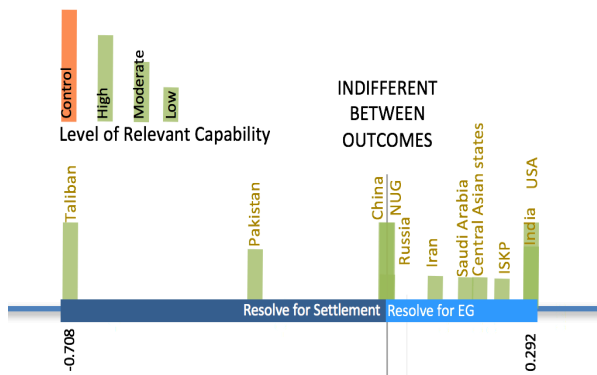 Control
High
Moderate
Low
Level of Relevant Capability
INDIFFERENT
BETWEEN
OUTCOMES
Taliban
Pakistan
China
NUG
Russia
Iran
Saudi Arabia
Central Asian states
ISKP
India
USA
Resolve for Settlement
Resolve for EG
-0.708
0.292